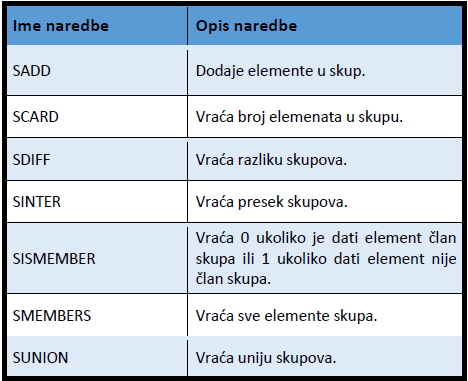 Ime naredbe Opis naredbe
SADD Dodaje elemente u skup.
SCARD Vraća broj elemenata u skupu.
SDIFF Vraća razliku skupova.
SINTER Vraća presek skupova.
SISMEMBER Vraća 0 ukoliko je dati element član
skupa ili 1 ukoliko dati element nije
član skupa.
SMEMBERS Vraća sve elemente skupa.
SUNION Vraća uniju skupova.